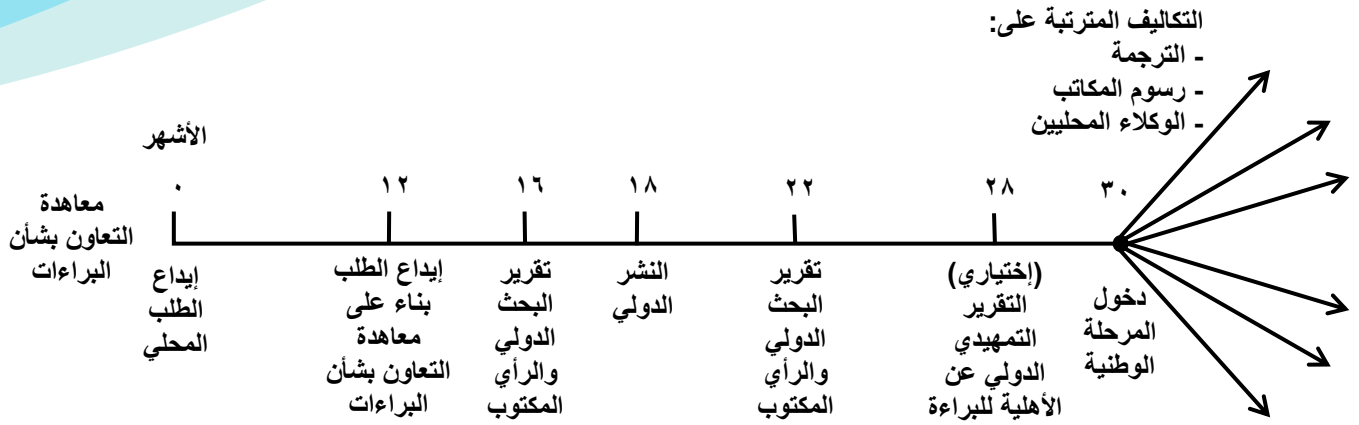 التكاليف المترتبة على:
- الترجمة
- رسوم المكاتب
- الوكلاء المحليين
الأشهر
٠
١٢
١٦
١٨
٢٢
٢٨
٣٠
معاهدة
التعاون بشأن
البراءات
إيداع
الطلب
المحلي
إيداع الطلب
بناء على
معاهدة
التعاون بشأن
البراءات
تقرير
البحث
الدولي
والرأي
المكتوب
النشر
الدولي
تقرير
البحث
الدولي
والرأي
المكتوب
(إختياري)
التقرير
التمهيدي
الدولي عن
الأهلية للبراءة
دخول
المرحلة
الوطنية